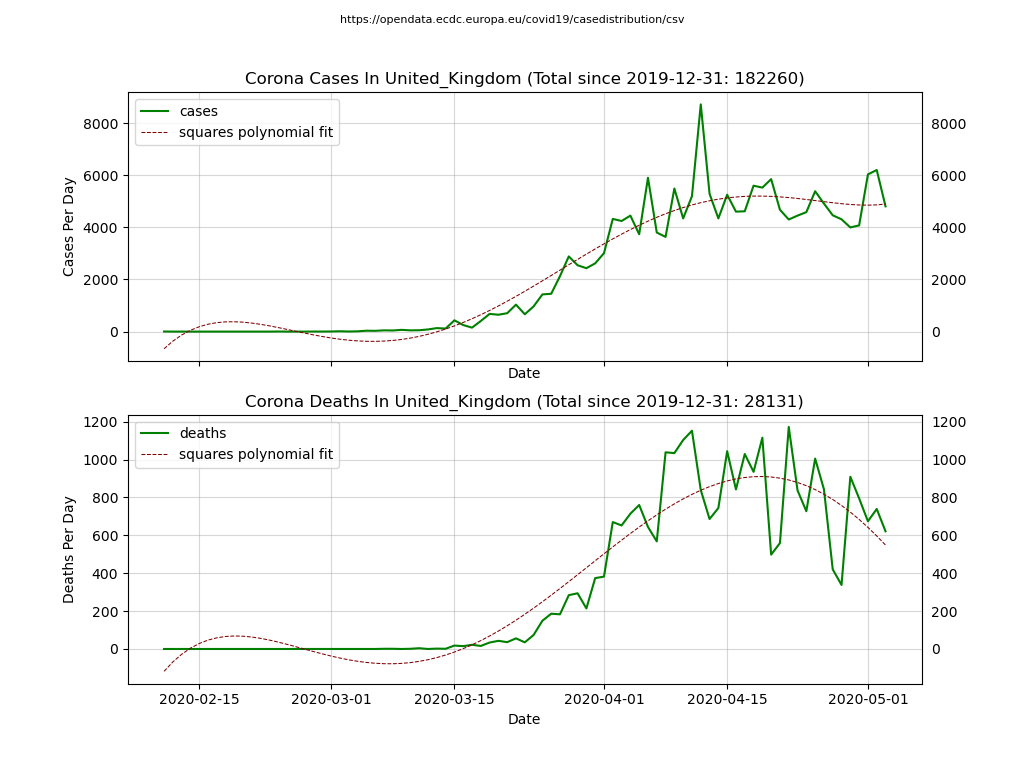 https://opendata.ecdc.europa.eu/covid19/casedistribution/csv
Corona Cases In United_Kingdom (Total since 2019-12-31: 182260)
cases
squares polynomial fit
8000
6000
4000
2000
0
Cases Per Day
8000
6000
4000
2000
0
Date
Corona Deaths In United_Kingdom (Total since 2019-12-31: 28131)
deaths
squares polynomial fit
1200
1000
800
600
400
200
0
Deaths Per Day
1200
1000
800
600
400
200
0
2020-02-15 2020-03-01 2020-03-15 2020-04-01 2020-04-15 2020-05-01
Date